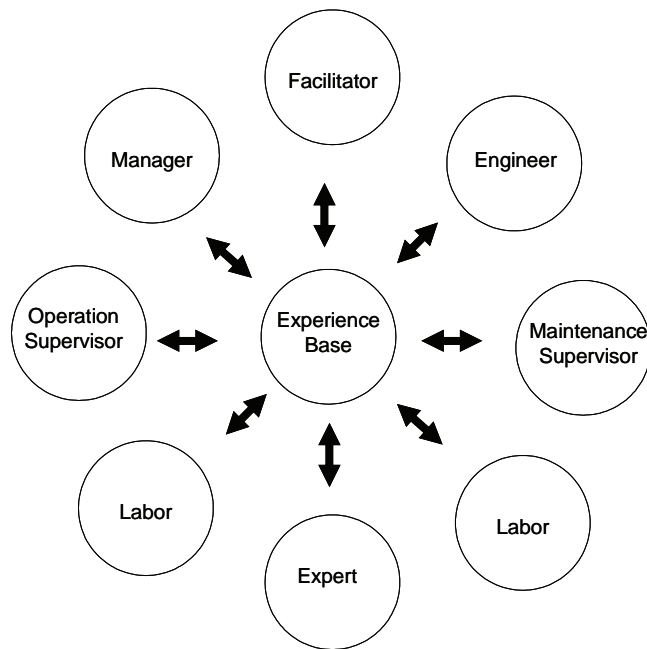 Facilitator
Manager
Engineer
Operation
Supervisor
Experience
Base
Maintenance
Supervisor
Labor
Labor
Expert